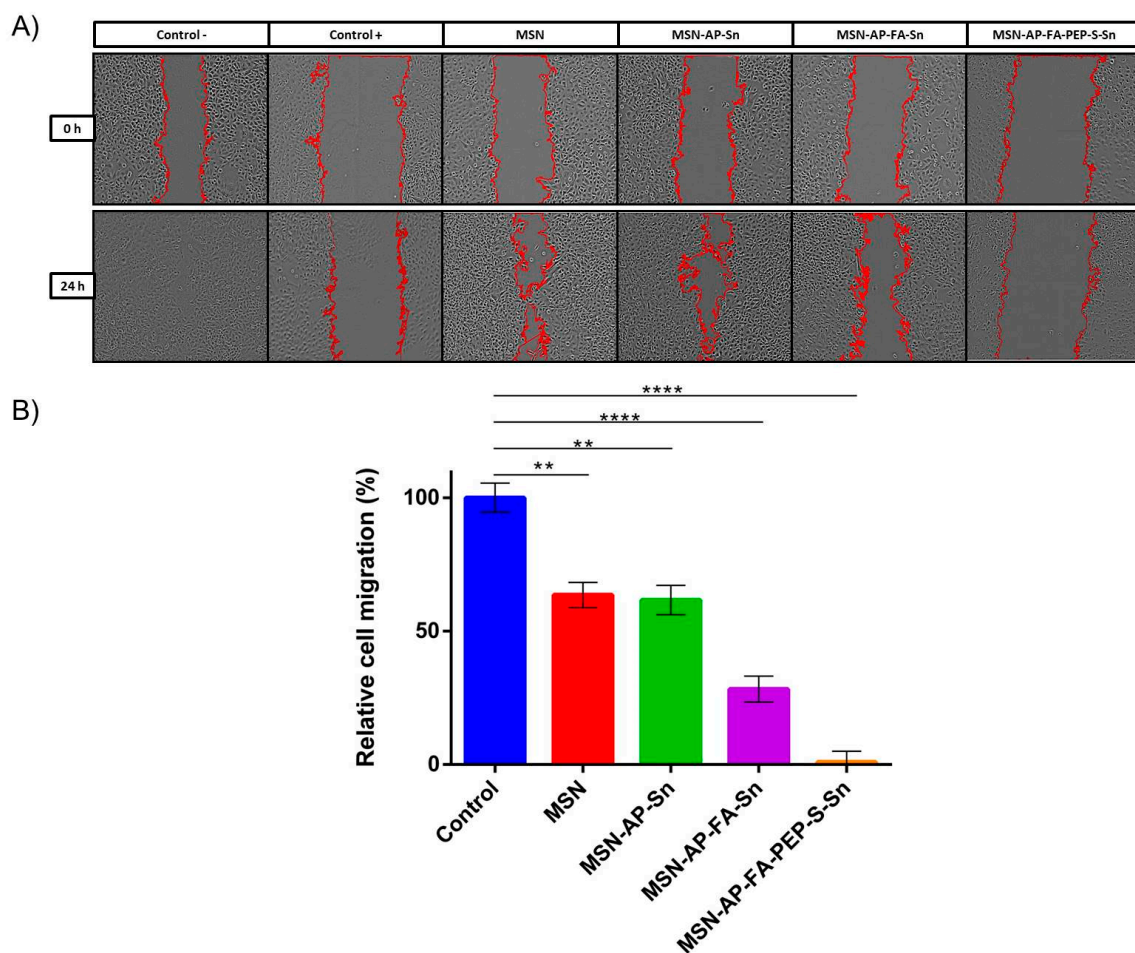 A)
Control - Control + MSN MSN-AP-Sn MSN-AP-FA-Sn MSN-AP-FA-PEP-S-Sn
0 h
24 h
B)
****
****
**
**
Relative cell migration (%)
100
50
0
Control MSN MSN-AP-Sn MSN-AP-FA-Sn MSN-AP-FA-PEP-S-Sn